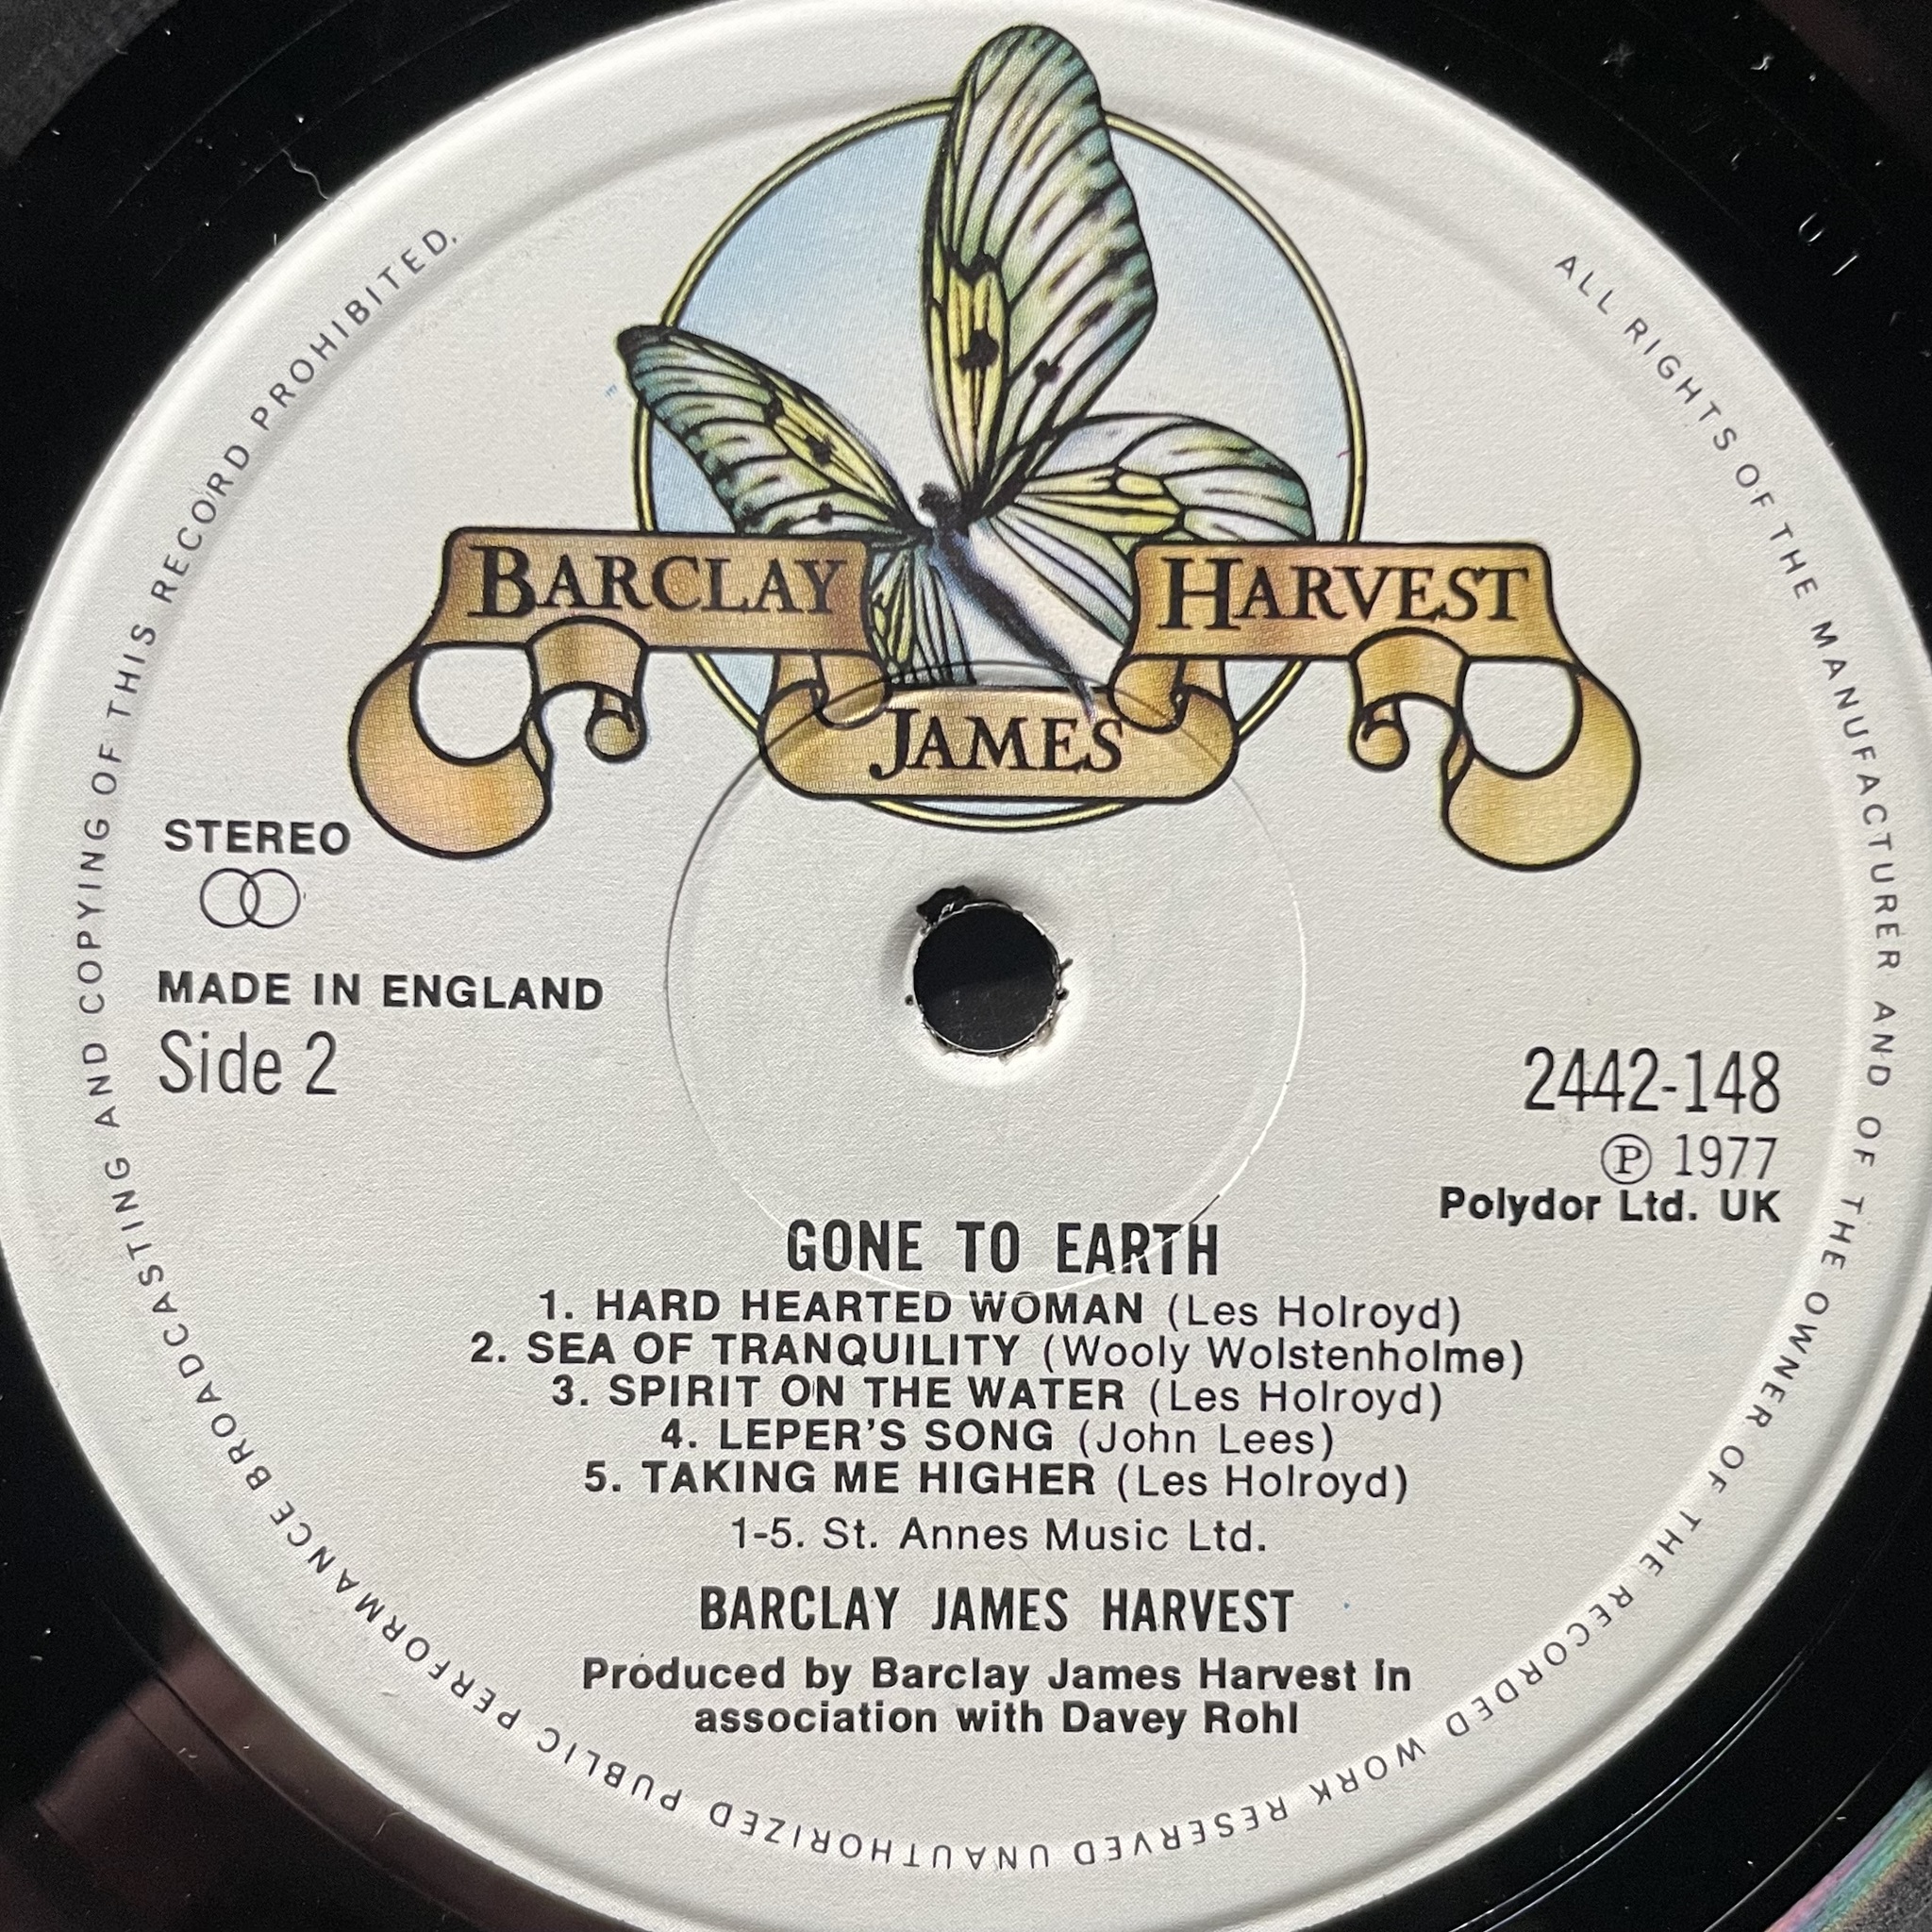 BARCLAY
JAMES
HARVEST
STEREO
MADE IN ENGLAND
Side 2
2442-148
Ⓟ 1977
Polydor Ltd. UK
GONE TO EARTH
1. HARD HEARTED WOMAN (Les Holroyd)
2. SEA OF TRANQUILITY (Wooly Wolstenholme)
3. SPIRIT ON THE WATER (Les Holroyd)
4. LEPER'S SONG (John Lees)
5. TAKING ME HIGHER (Les Holroyd)
1-5. St. Annes Music Ltd.
BARCLAY JAMES HARVEST
Produced by Barclay James Harvest in
association with Davey Rohl
ALL RIGHTS OF THE MANUFACTURER AND OF THE OWNER OF THE RECORDED WORK RESERVED UNAUTHORIZED PUBLIC PERFORMANCE BROADCASTING AND COPYING OF THIS RECORD PROHIBITED.